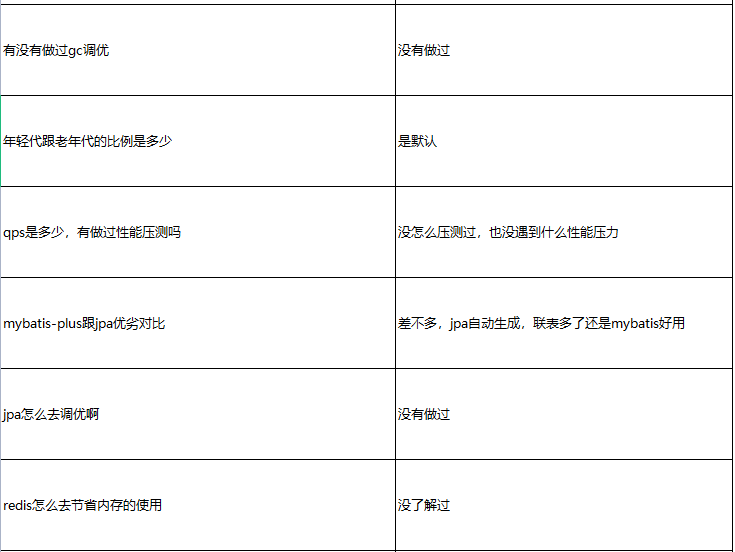 有没有做过gc调优
没有做过
年轻代跟老年代的比例是多少
是默认
qps是多少，有做过性能压测吗
没怎么压测过，也没遇到什么性能压力
mybatis-plus跟jpa优劣对比
差不多，jpa自动生成，联表多了还是mybatis好用
jpa怎么去调优啊
没有做过
redis怎么去节省内存的使用
没了解过